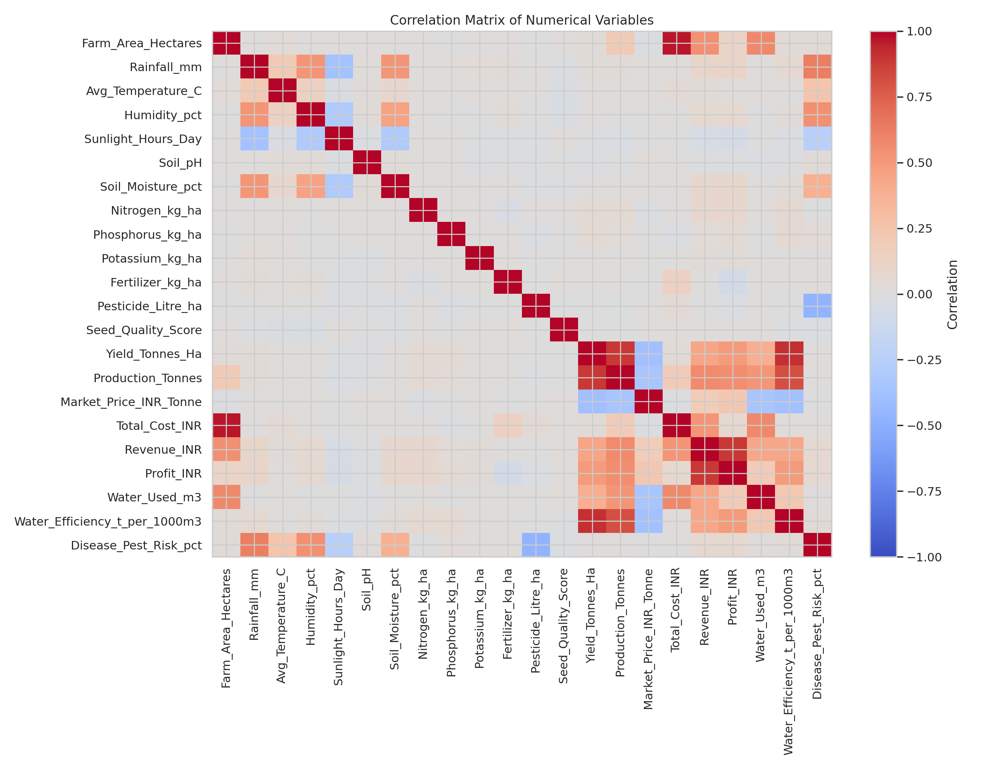 Correlation Matrix of Numerical Variables
Farm_Area_Hectares
Rainfall_mm
Avg_Temperature_C
Humidity_pct
Sunlight_Hours_Day
Soil_pH
Soil_Moisture_pct
Nitrogen_kg_ha
Phosphorus_kg_ha
Potassium_kg_ha
Fertilizer_kg_ha
Pesticide_Litre_ha
Seed_Quality_Score
Yield_Tonnes_Ha
Production_Tonnes
Market_Price_INR_Tonne
Total_Cost_INR
Revenue_INR
Profit_INR
Water_Used_m3
Water_Efficiency_t_per_1000m3
Disease_Pest_Risk_pct
Farm_Area_Hectares
Rainfall_mm
Avg_Temperature_C
Humidity_pct
Sunlight_Hours_Day
Soil_pH
Soil_Moisture_pct
Nitrogen_kg_ha
Phosphorus_kg_ha
Potassium_kg_ha
Fertilizer_kg_ha
Pesticide_Litre_ha
Seed_Quality_Score
Yield_Tonnes_Ha
Production_Tonnes
Market_Price_INR_Tonne
Total_Cost_INR
Revenue_INR
Profit_INR
Water_Used_m3
Water_Efficiency_t_per_1000m3
Disease_Pest_Risk_pct
1.00
0.75
0.50
0.25
0.00
−0.25
−0.50
−0.75
−1.00
Correlation